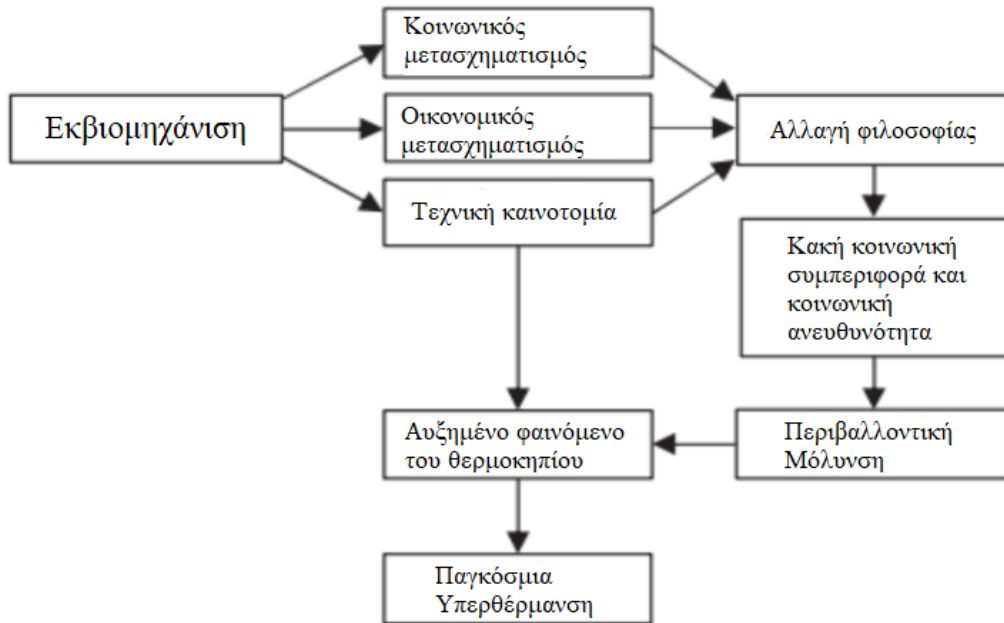 Κοινωνικός
μετασχηματισμός
Εκβιομηχάνιση
Οικονομικός
μετασχηματισμός
Αλλαγή φιλοσοφίας
Τεχνική καινοτομία
Κακή κοινωνική
συμπεριφορά και
κοινωνική
ανευθυνότητα
Αυξημένο φαινόμενο
του θερμοκηπίου
Περιβαλλοντική
Μόλυνση
Παγκόσμια
Υπερθέρμανση